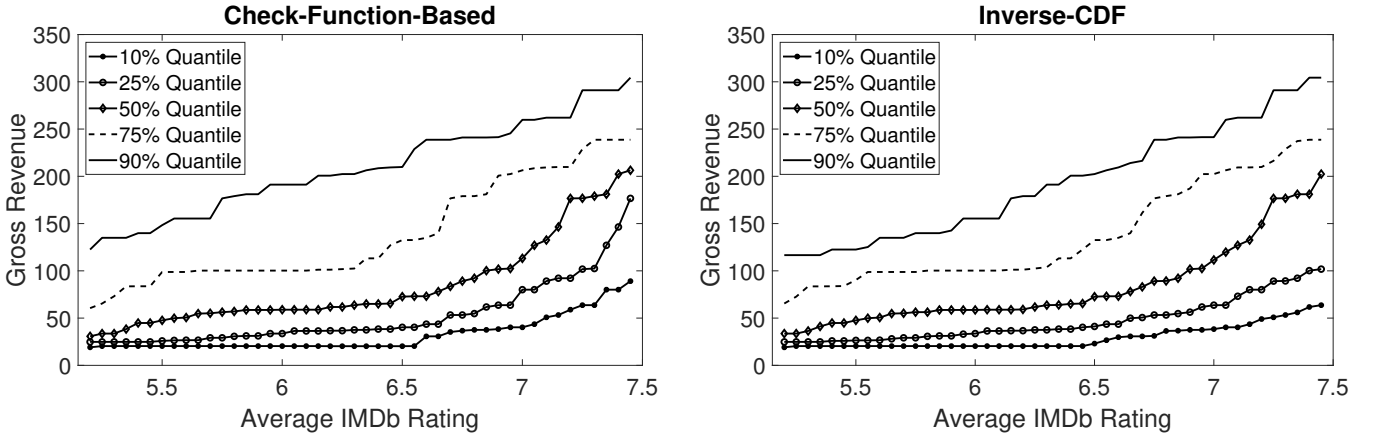 Check-Function-Based
350
300
250
200
150
100
50
0
Gross Revenue
10% Quantile
25% Quantile
50% Quantile
75% Quantile
90% Quantile
5.5
6
6.5
7
7.5
Average IMDb Rating
Inverse-CDF
350
300
250
200
150
100
50
0
Gross Revenue
10% Quantile
25% Quantile
50% Quantile
75% Quantile
90% Quantile
5.5
6
6.5
7
7.5
Average IMDb Rating